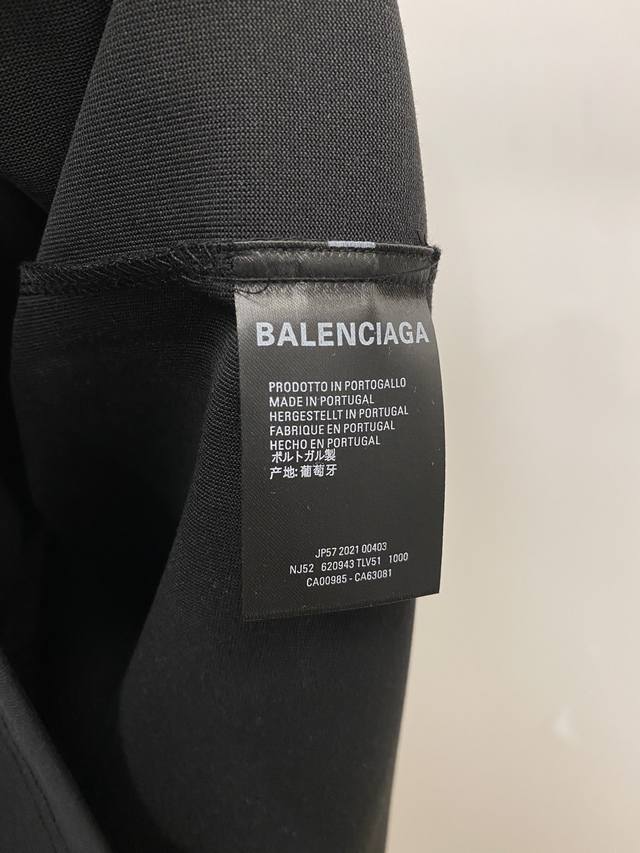 BALENCIAGA
PRODOTTO IN PORTOGALLO
MADE IN PORTUGAL
HERGESTELLT IN PORTUGAL
FABRIQUE EN PORTUGAL
HECHO EN PORTUGAL
ポルトガル製
产地: 葡萄牙
JP57 2021 00403
NJ52 620943 TLV51 1000
CA00985 - CA63081